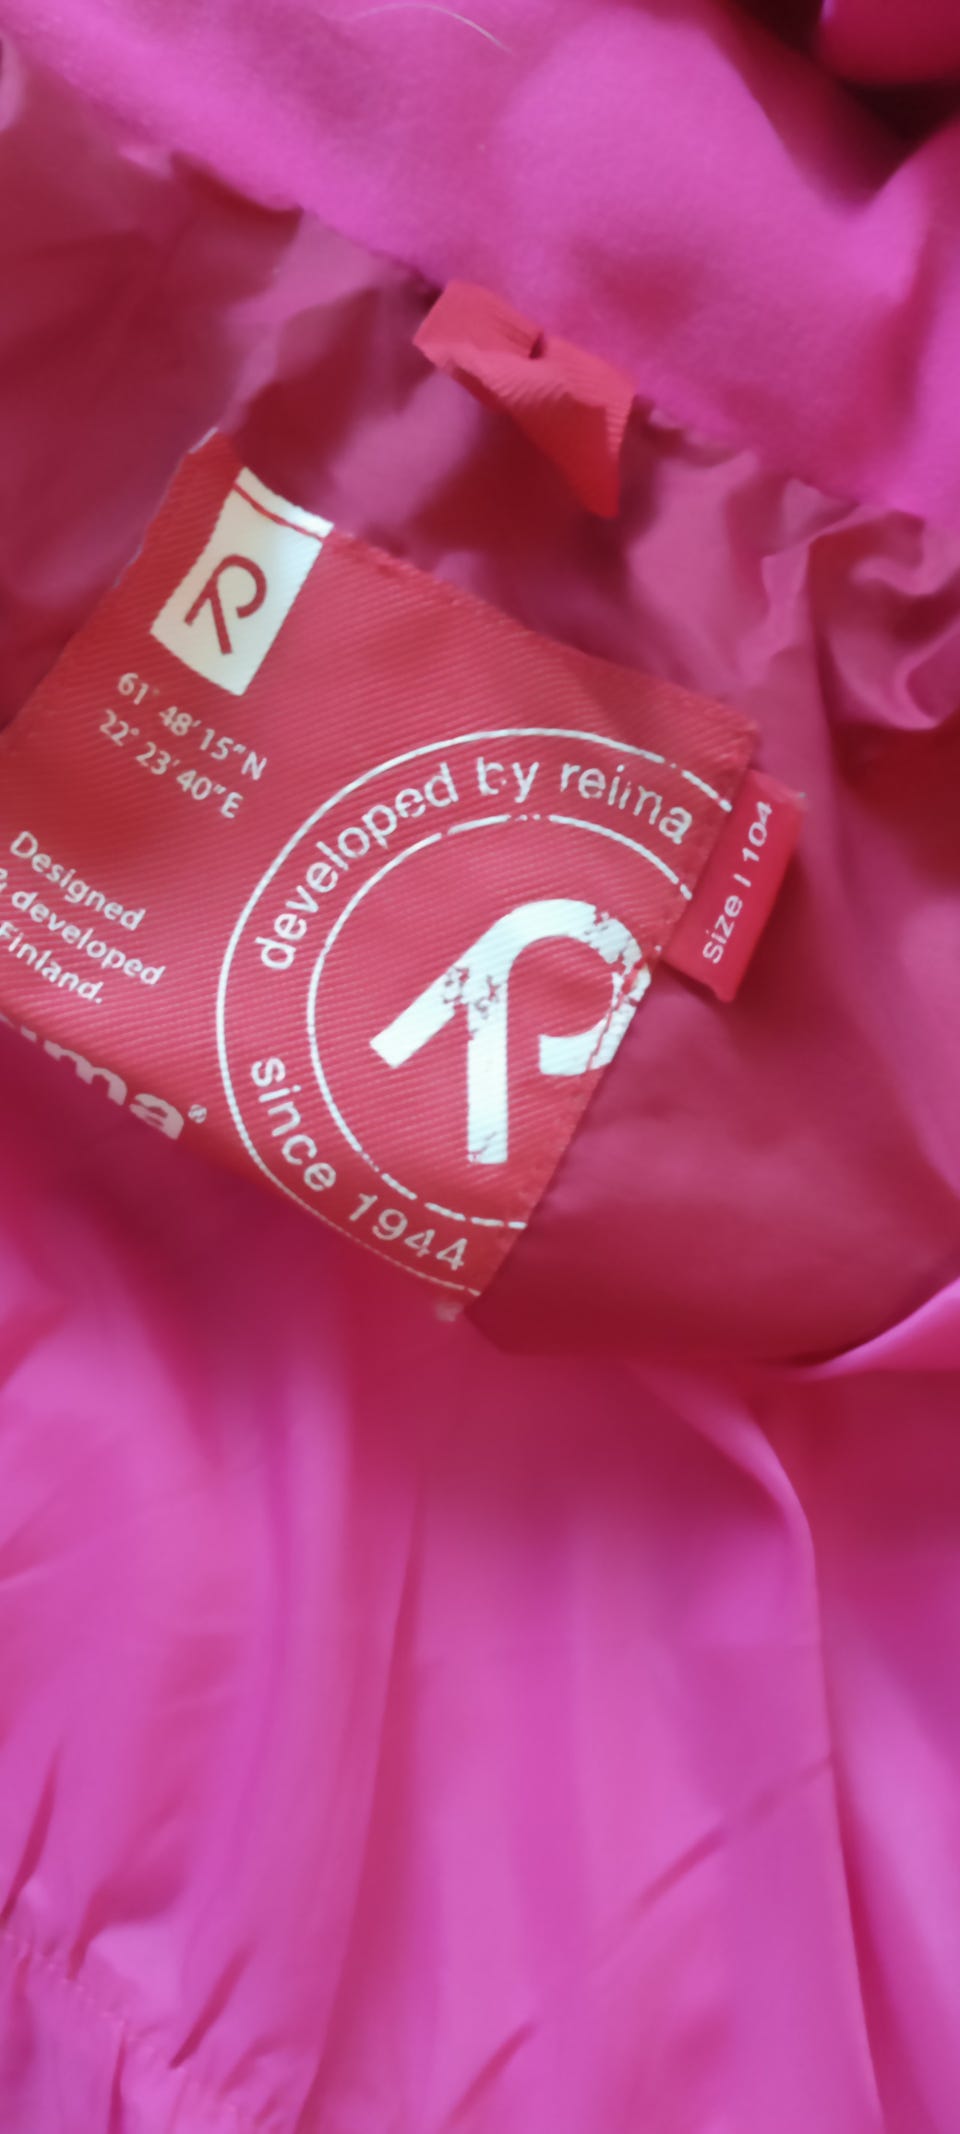 61° 48' 15" N
22° 23' 40" E
Designed
& developed
Finland.
developed by reima
since 1944
size | 104